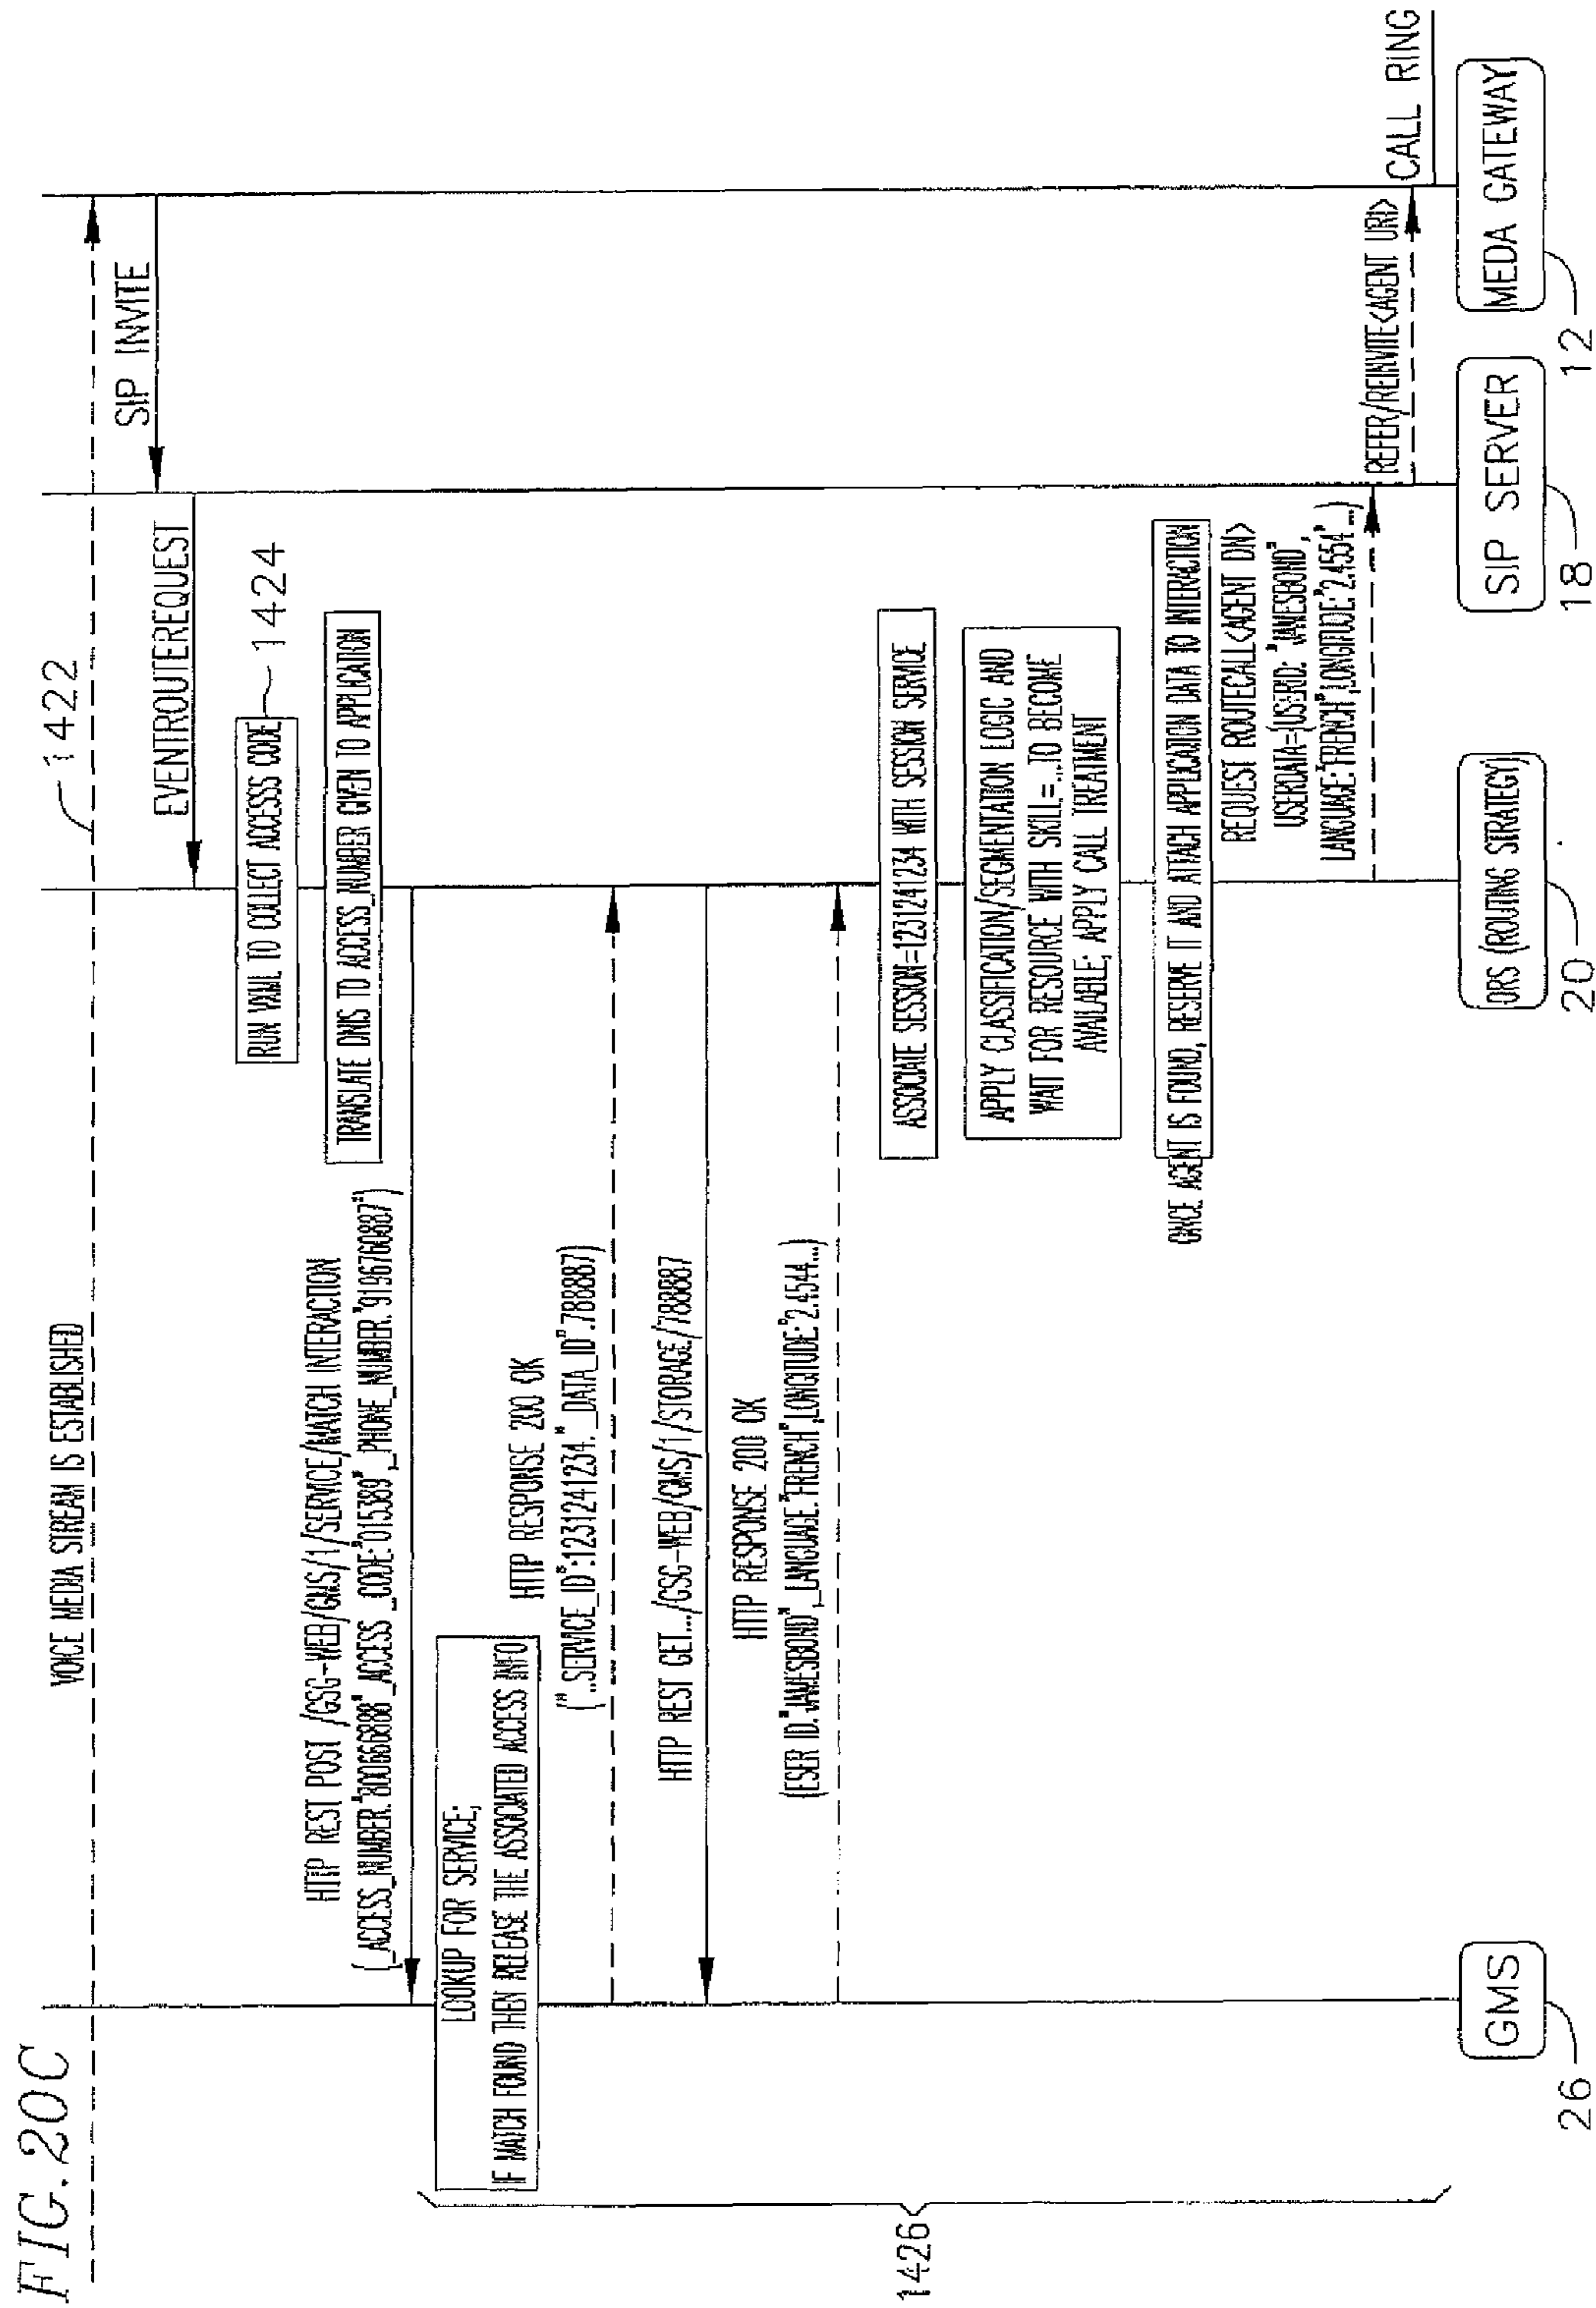 FIG. 20C
VOICE MEDIA STREAM IS ESTABLISHED
1422
SIP INVITE
EVENTROUTEREQUEST
RUN VXML TO COLLECT ACCESSS CODE
1424
TRANSLATE DNIS TO ACCESS_NUMBER GIVEN TO APPLICATION
HTTP REST POST /GSG-WEB/GMS/1/SERVICE/MATCH INTERACTION
{_ACCESS_NUMBER:"800666888"_ACCESS_CODE:"015389",_PHONE_NUMBER:"9196760887"}
LOOKUP FOR SERVICE;
IF MATCH FOUND THEN RELEASE THE ASSOCIATED ACCESS INFO
HTTP RESPONSE 200 OK
{"..SERVICE_ID":1231241234."_DATA_ID":788887}
HTTP REST GET.../GSG-WEB/GMS/1/STORAGE/788887
HTTP RESPONSE 200 OK
{ESER ID:"JAMESBOND",_LANGUAGE:"FRENCH",LONGITUDE:"2.4544...}
ASSOCIATE SESSION=1231241234 WITH SESSION SERVICE
APPLY CLASSIFICATION/SEGMENTATION LOGIC AND
WAIT FOR RESOURCE WITH SKILL=...TO BECOME
AVAILABLE; APPLY CALL TREATMENT
ONCE AGENT IS FOUND, RESERVE IT AND ATTACH APPLICATION DATA TO INTERACTION
REQUEST ROUTECALL<AGENT DN>
USERDATA={USERID: "JAMESBOND",
LANGUAGE:"FRENCH",LONGITUDE:"2.4554"...}
REFER/REINVITE<AGENT URI>
CALL RING
1426
GMS
26
ORS (ROUTING STRATEGY)
20
SIP SERVER
18
MEDA GATEWAY
12